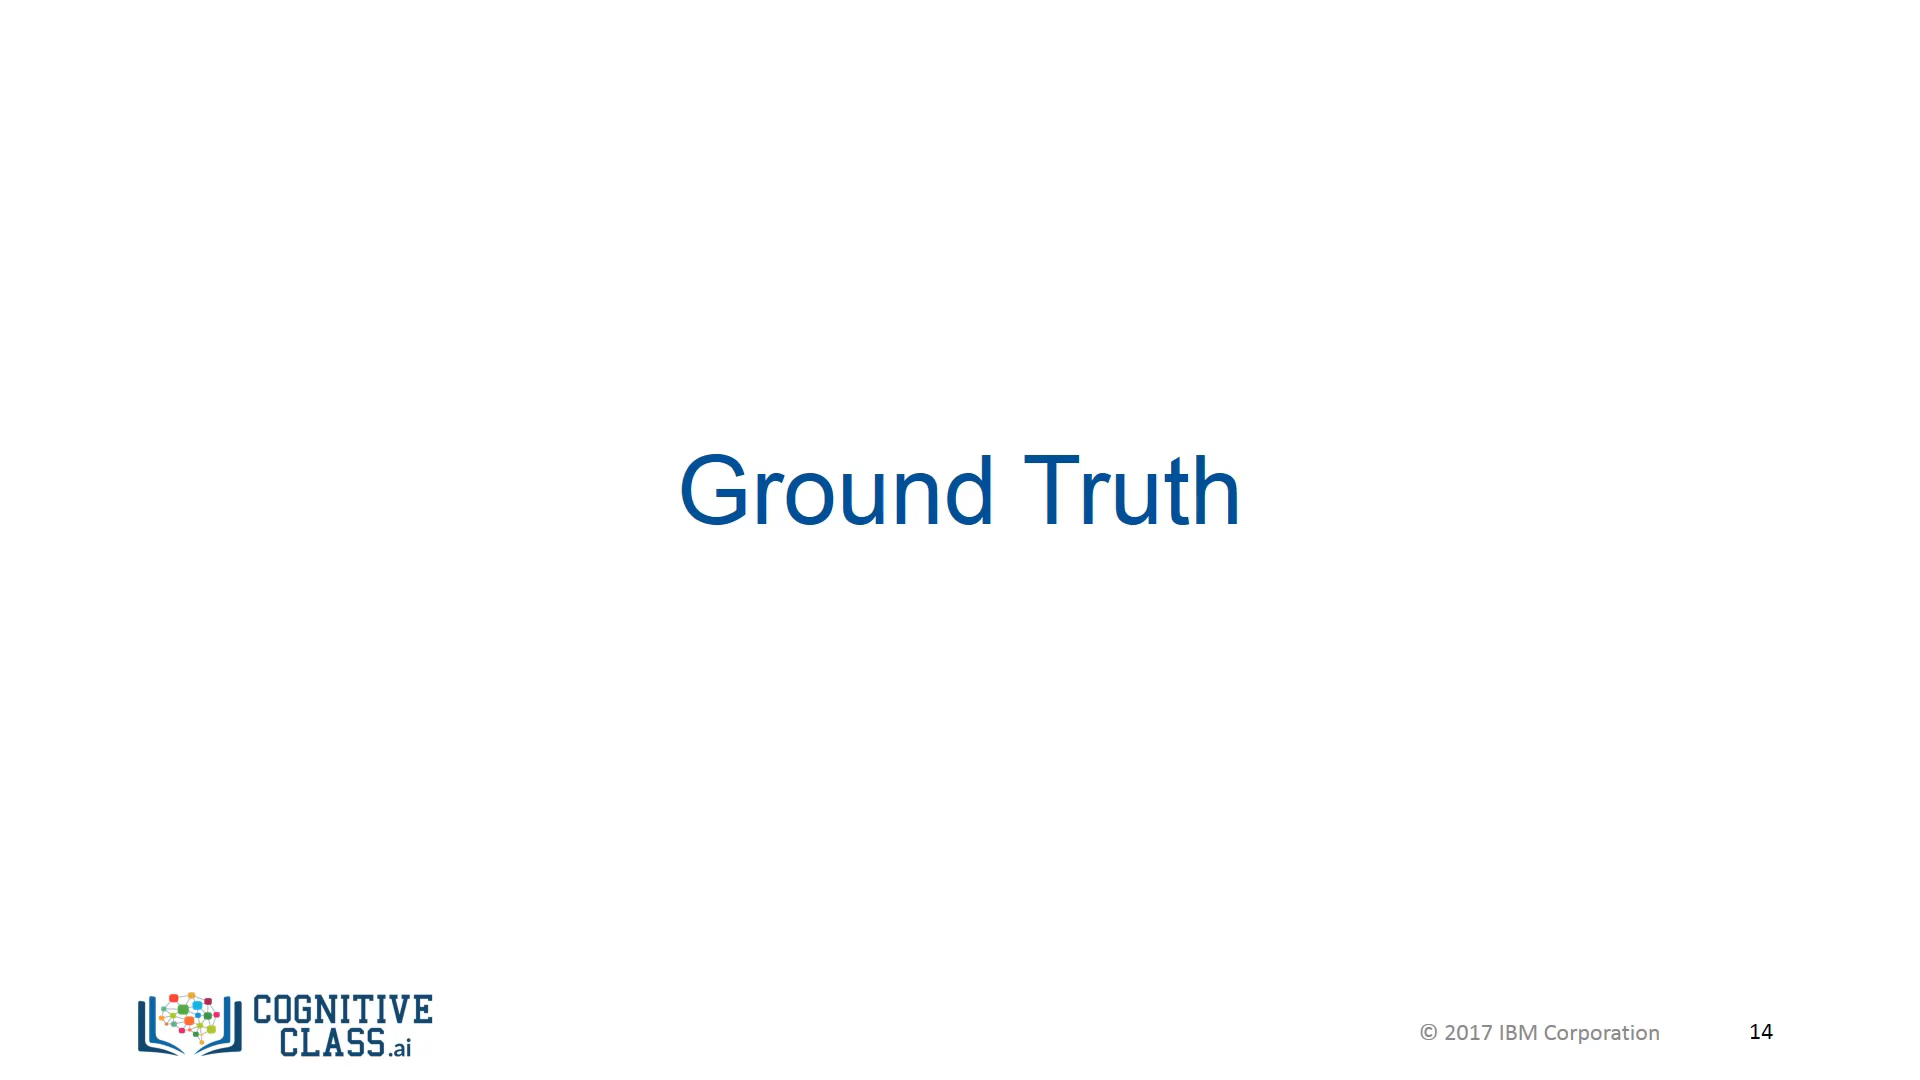 Ground Truth
COGNITIVE
CLASS.ai
© 2017 IBM Corporation
14